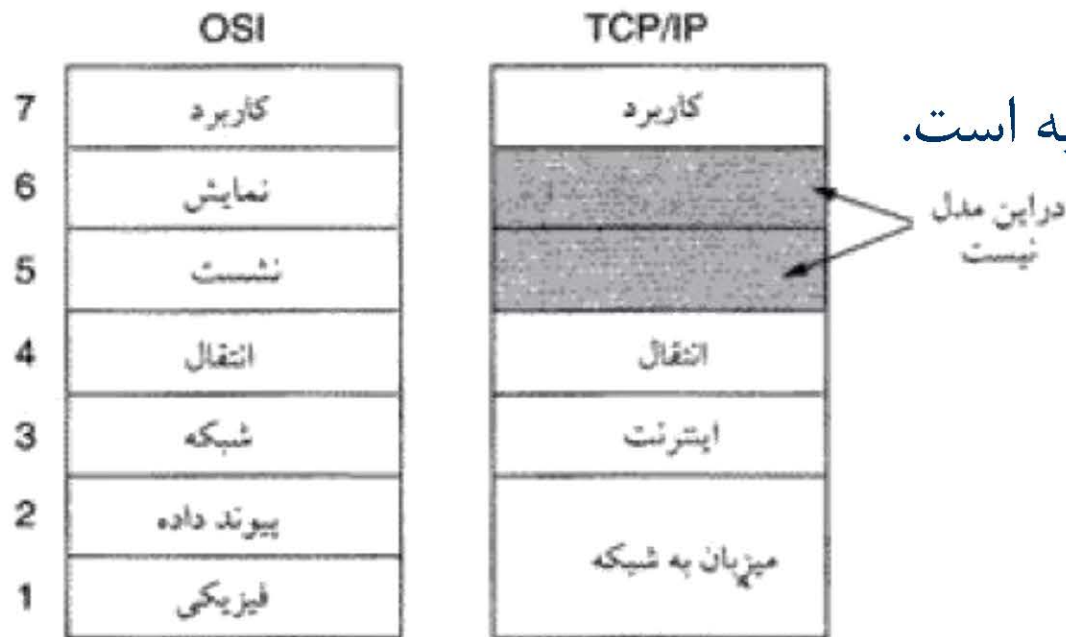 OSI
TCP/IP
7
کاربرد
کاربرد
6
نمایش
5
نشست
4
انتقال
انتقال
3
شبکه
اینترنت
2
پیوند داده
میزبان به شبکه
1
فیزیکی
است.
دراین مدل
نیست